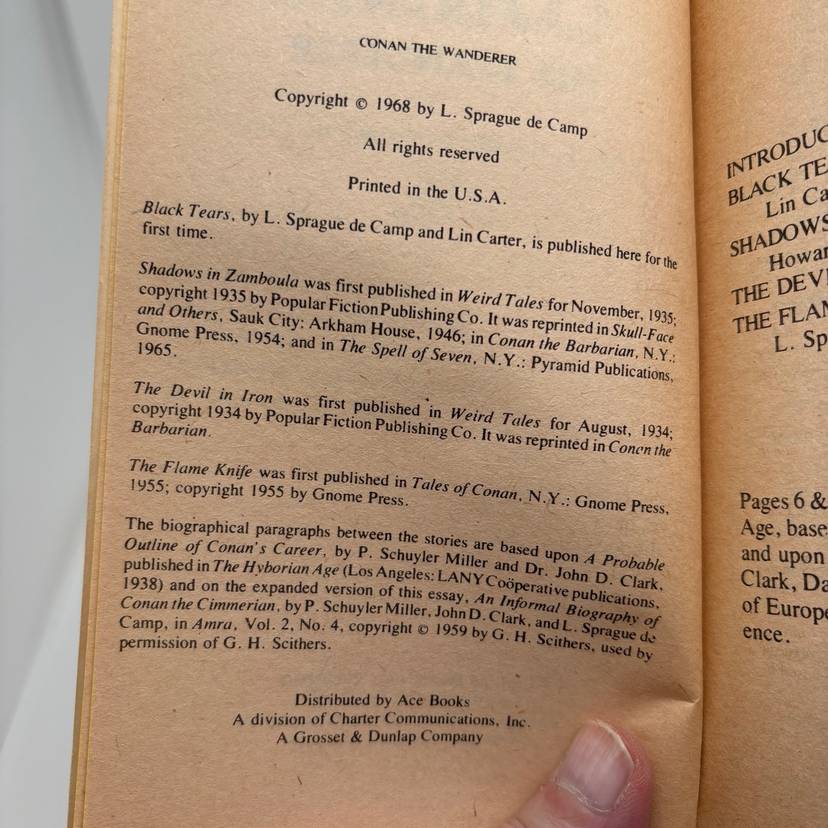 CONAN THE WANDERER
Copyright © 1968 by L. Sprague de Camp
All rights reserved
Printed in the U.S.A.
Black Tears, by L. Sprague de Camp and Lin Carter, is published here for the
first time.
Shadows in Zamboula was first published in Weird Tales for November, 1935;
copyright 1935 by Popular Fiction Publishing Co. It was reprinted in Skull-Face
and Others, Sauk City: Arkham House, 1946; in Conan the Barbarian, N.Y.:
Gnome Press, 1954; and in The Spell of Seven, N.Y.: Pyramid Publications,
1965.
The Devil in Iron was first published in Weird Tales for August, 1934;
copyright 1934 by Popular Fiction Publishing Co. It was reprinted in Conan the
Barbarian.
The Flame Knife was first published in Tales of Conan, N.Y.: Gnome Press,
1955; copyright 1955 by Gnome Press.
The biographical paragraphs between the stories are based upon A Probable
Outline of Conan's Career, by P. Schuyler Miller and Dr. John D. Clark,
published in The Hyborian Age (Los Angeles: LANY Coöperative publications,
1938) and on the expanded version of this essay, An Informal Biography of
Conan the Cimmerian, by P. Schuyler Miller, John D. Clark, and L. Sprague de
Camp, in Amra, Vol. 2, No. 4, copyright © 1959 by G. H. Scithers, used by
permission of G. H. Scithers.
Distributed by Ace Books
A division of Charter Communications, Inc.
A Grosset & Dunlap Company
INTRODUC
BLACK TE
Lin Ca
SHADOWS
Howar
THE DEVI
THE FLAM
L. Sp
Pages 6 &
Age, base
and upon
Clark, Da
of Europe
ence.